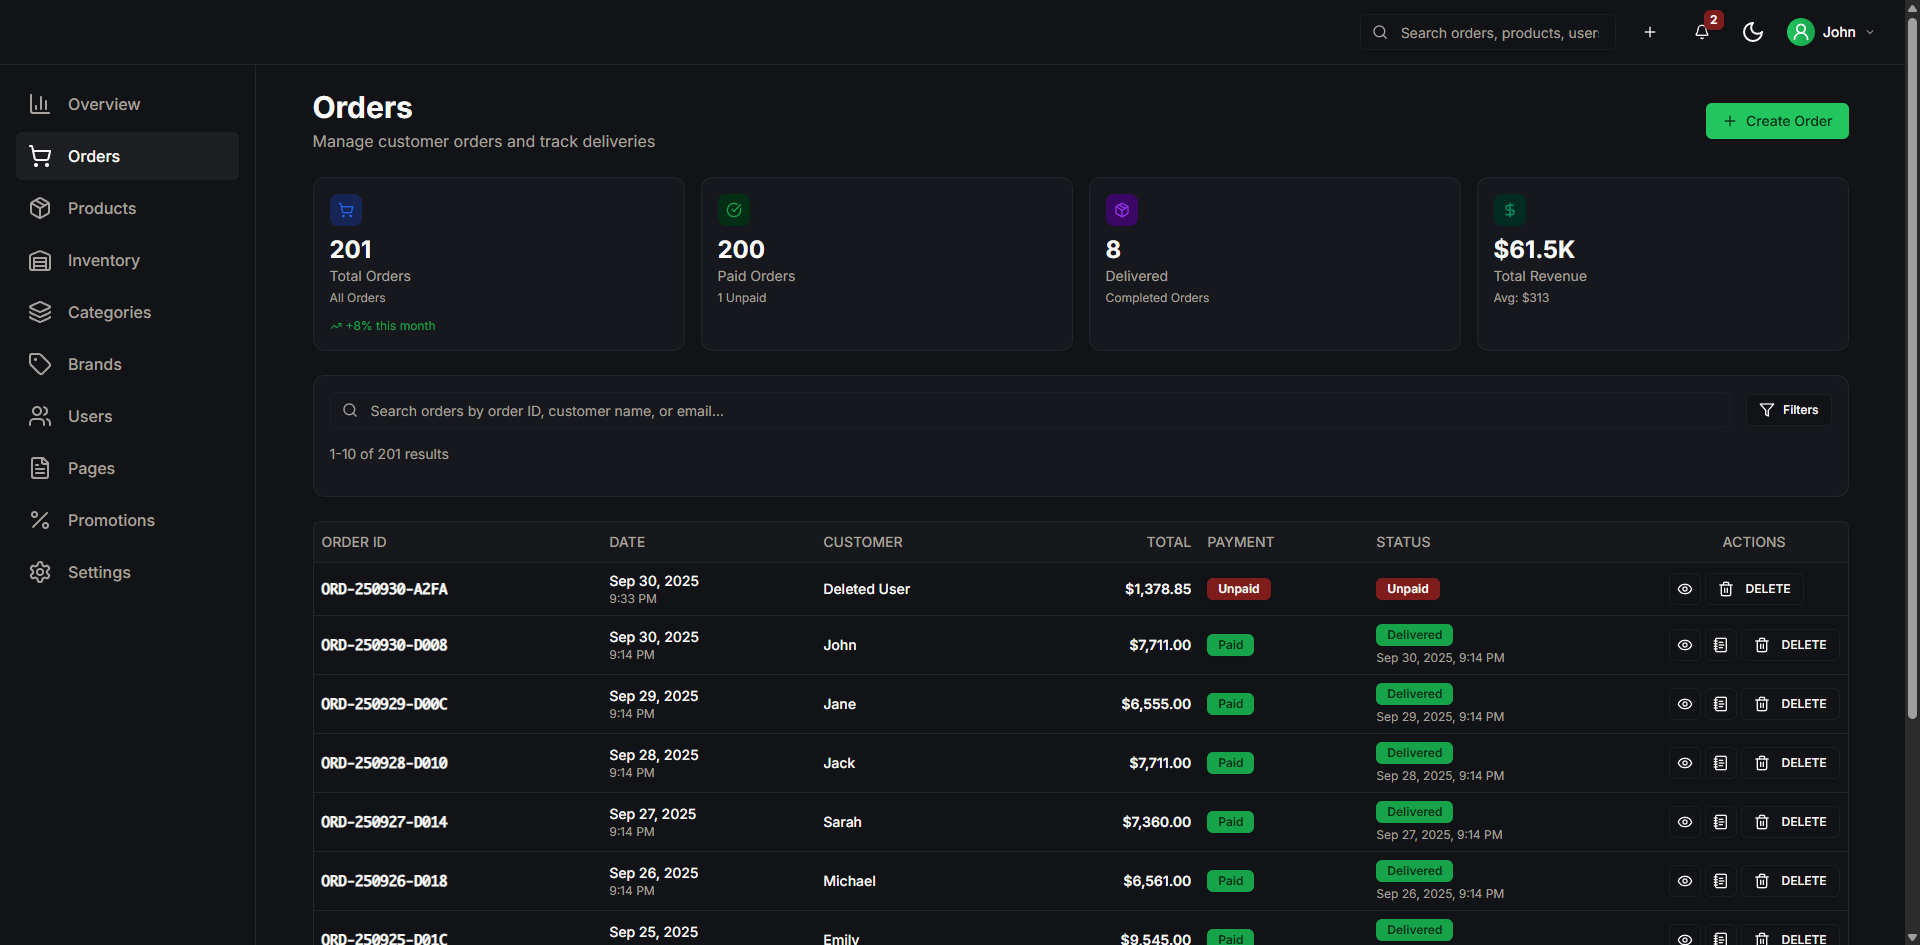 Search orders, products, user
2
John
Overview
Orders
Products
Inventory
Categories
Brands
Users
Pages
Promotions
Settings
Orders
Manage customer orders and track deliveries
Create Order
201
Total Orders
All Orders
+8% this month
200
Paid Orders
1 Unpaid
8
Delivered
Completed Orders
$61.5K
Total Revenue
Avg: $313
Search orders by order ID, customer name, or email...
Filters
1-10 of 201 results
ORDER ID DATE CUSTOMER TOTAL PAYMENT STATUS ACTIONS
ORD-250930-A2FA Sep 30, 2025 9:33 PM Deleted User $1,378.85 Unpaid Unpaid DELETE
ORD-250930-D008 Sep 30, 2025 9:14 PM John $7,711.00 Paid Delivered Sep 30, 2025, 9:14 PM DELETE
ORD-250929-D00C Sep 29, 2025 9:14 PM Jane $6,555.00 Paid Delivered Sep 29, 2025, 9:14 PM DELETE
ORD-250928-D010 Sep 28, 2025 9:14 PM Jack $7,711.00 Paid Delivered Sep 28, 2025, 9:14 PM DELETE
ORD-250927-D014 Sep 27, 2025 9:14 PM Sarah $7,360.00 Paid Delivered Sep 27, 2025, 9:14 PM DELETE
ORD-250926-D018 Sep 26, 2025 9:14 PM Michael $6,561.00 Paid Delivered Sep 26, 2025, 9:14 PM DELETE
ORD-250925-D01C Sep 25, 2025 Emily $9,545.00 Paid Delivered DELETE